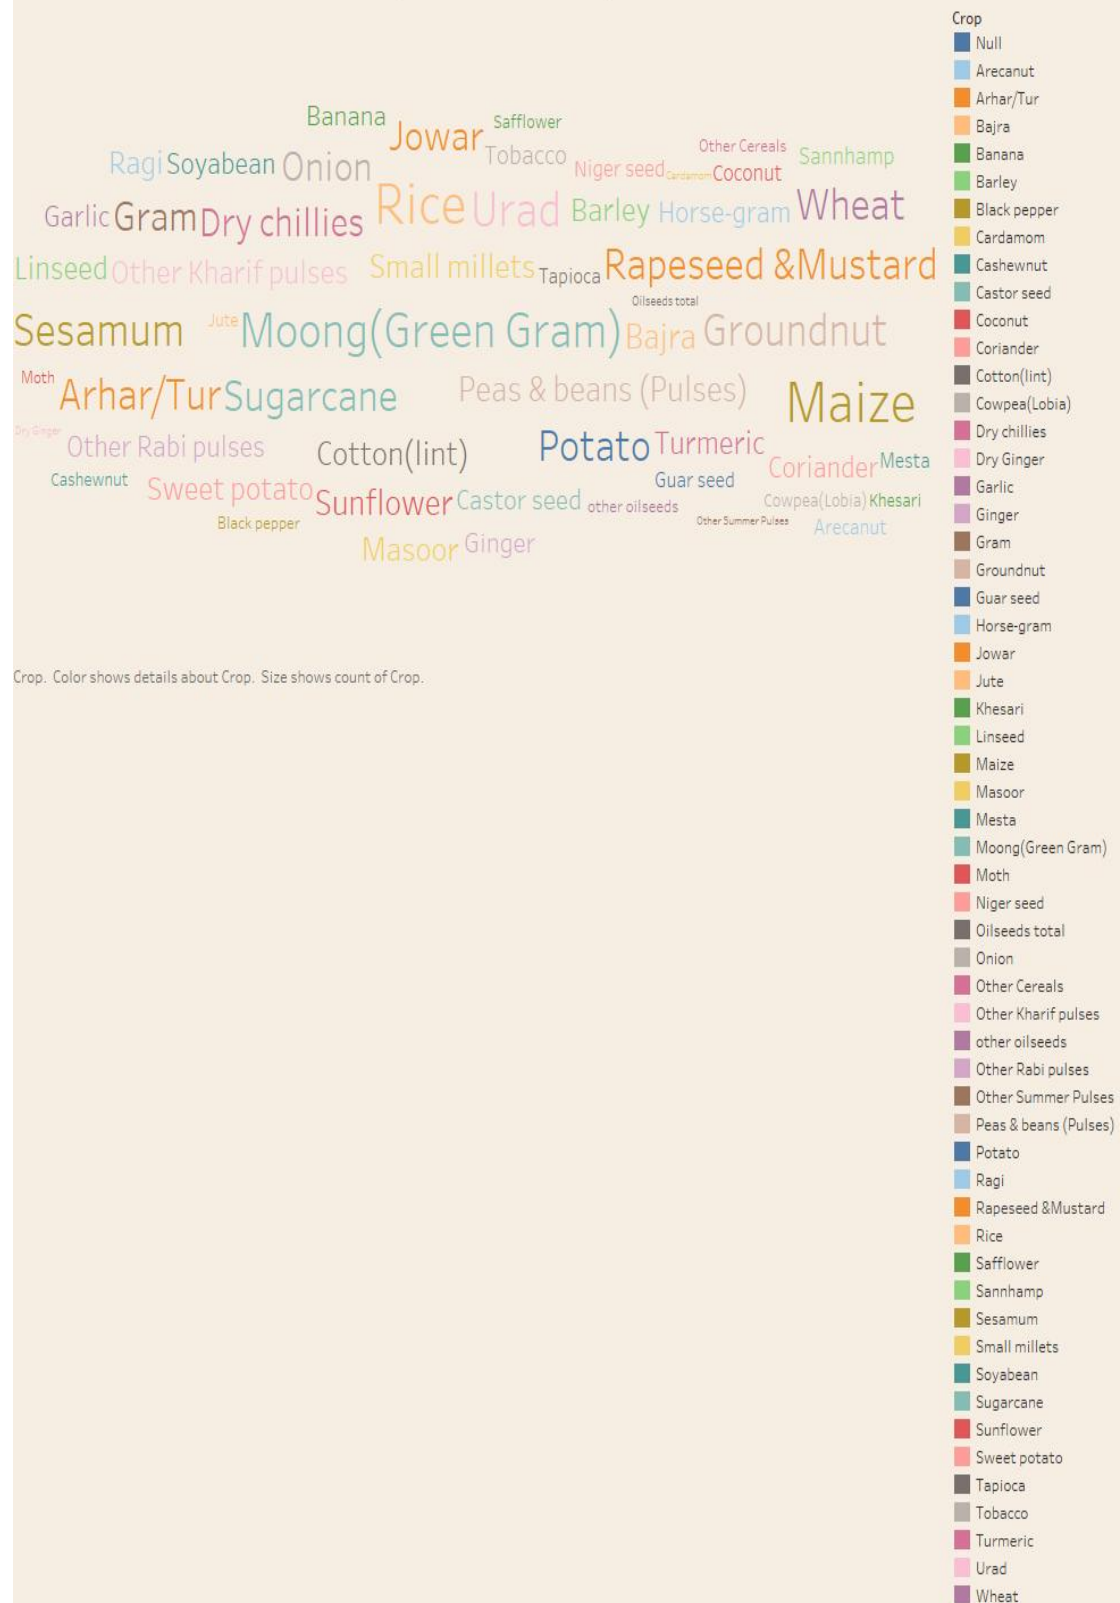 Banana Jowar Safflower
Ragi Soyabean Onion Tobacco Niger seed Cardamom Coconut Other Cereals Sannhamp
Garlic Gram Dry chillies Rice Urad Barley Horse-gram Wheat
Linseed Other Kharif pulses Small millets Tapioca Rapeseed &Mustard
Oilseeds total
Sesamum Jute Moong(Green Gram) Bajra Groundnut
Moth Arhar/Tur Sugarcane Peas & beans (Pulses) Maize
Dry Ginger Other Rabi pulses Cotton(lint) Potato Turmeric Coriander Mesta
Cashewnut Sweet potato Sunflower Castor seed other oilseeds Guar seed Cowpea(Lobia) Khesari
Black pepper Other Summer Pulses Arecanut
Masoor Ginger
Crop. Color shows details about Crop. Size shows count of Crop.
Crop
Null
Arecanut
Arhar/Tur
Bajra
Banana
Barley
Black pepper
Cardamom
Cashewnut
Castor seed
Coconut
Coriander
Cotton(lint)
Cowpea(Lobia)
Dry chillies
Dry Ginger
Garlic
Ginger
Gram
Groundnut
Guar seed
Horse-gram
Jowar
Jute
Khesari
Linseed
Maize
Masoor
Mesta
Moong(Green Gram)
Moth
Niger seed
Oilseeds total
Onion
Other Cereals
Other Kharif pulses
other oilseeds
Other Rabi pulses
Other Summer Pulses
Peas & beans (Pulses)
Potato
Ragi
Rapeseed &Mustard
Rice
Safflower
Sannhamp
Sesamum
Small millets
Soyabean
Sugarcane
Sunflower
Sweet potato
Tapioca
Tobacco
Turmeric
Urad
Wheat